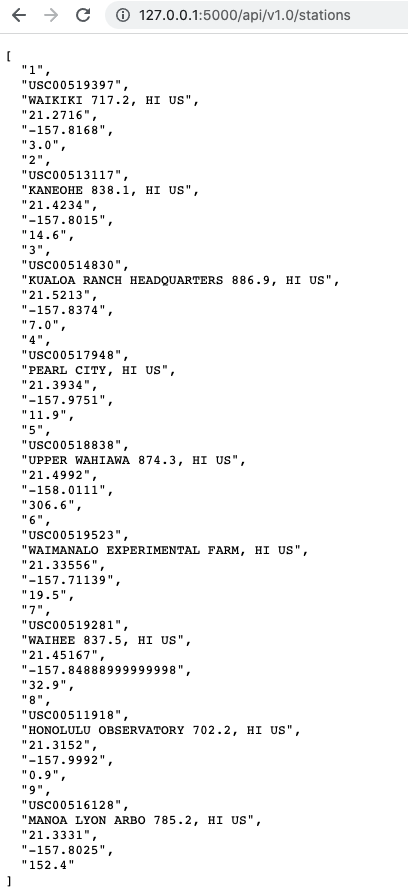 127.0.0.1:5000/api/v1.0/stations
[
"1",
"USC00519397",
"WAIKIKI 717.2, HI US",
"21.2716",
"-157.8168",
"3.0",
"2",
"USC00513117",
"KANEOHE 838.1, HI US",
"21.4234",
"-157.8015",
"14.6",
"3",
"USC00514830",
"KUALOA RANCH HEADQUARTERS 886.9, HI US",
"21.5213",
"-157.8374",
"7.0",
"4",
"USC00517948",
"PEARL CITY, HI US",
"21.3934",
"-157.9751",
"11.9",
"5",
"USC00518838",
"UPPER WAHIAWA 874.3, HI US",
"21.4992",
"-158.0111",
"306.6",
"6",
"USC00519523",
"WAIMANALO EXPERIMENTAL FARM, HI US",
"21.33556",
"-157.71139",
"19.5",
"7",
"USC00519281",
"WAIHEE 837.5, HI US",
"21.45167",
"-157.84888999999998",
"32.9",
"8",
"USC00511918",
"HONOLULU OBSERVATORY 702.2, HI US",
"21.3152",
"-157.9992",
"0.9",
"9",
"USC00516128",
"MANOA LYON ARBO 785.2, HI US",
"21.3331",
"-157.8025",
"152.4"
]